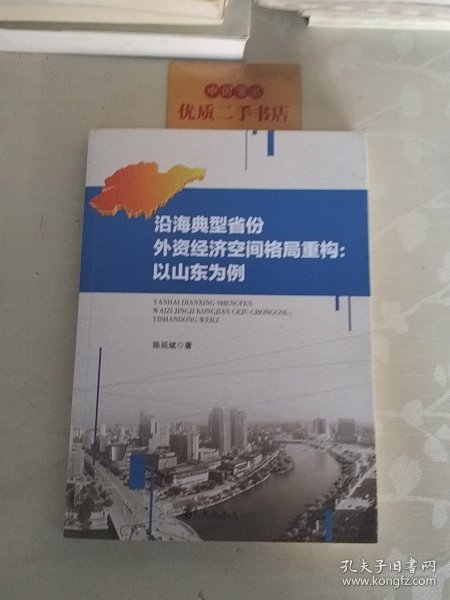 优质二手书店
沿海典型省份
外资经济空间格局重构：
以山东为例
YANHAI DIANXING SHENGFEN
WAIZI JINGJI KONGJIAN GEJU CHONGGOU：
YISHANDONG WEILI
陈延斌◎著
孔夫子旧书网
www.kongfz.com